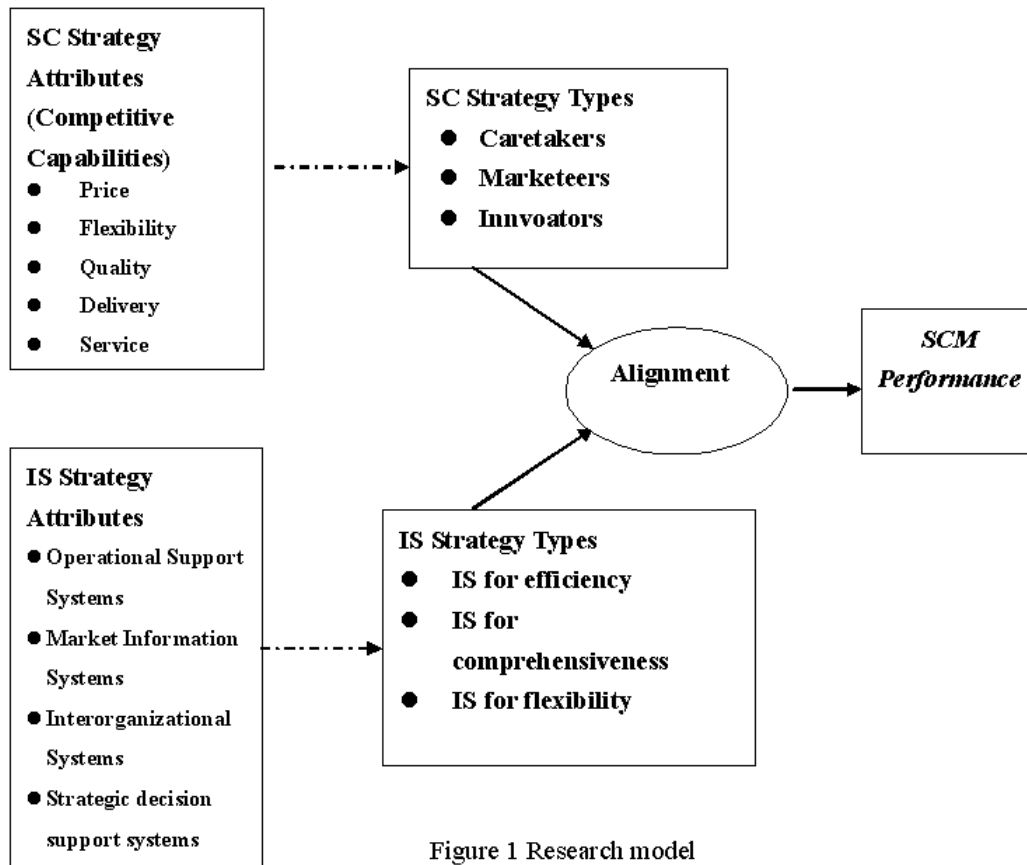 SC Strategy
Attributes
(Competitive
Capabilities)
● Price
● Flexibility
● Quality
● Delivery
● Service
SC Strategy Types
● Caretakers
● Marketeers
● Innvoators
Alignment
SCM
Performance
IS Strategy
Attributes
● Operational Support
Systems
● Market Information
Systems
● Interorganizational
Systems
● Strategic decision
support systems
IS Strategy Types
● IS for efficiency
● IS for
comprehensiveness
● IS for flexibility
Figure 1 Research model